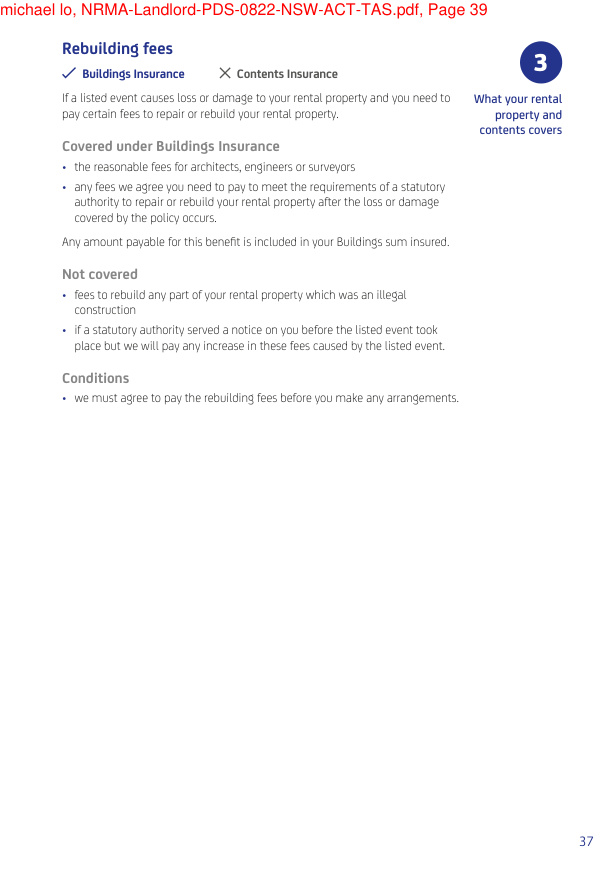 michael lo, NRMA-Landlord-PDS-0822-NSW-ACT-TAS.pdf, Page 39
Rebuilding fees
Buildings Insurance
Contents Insurance
If a listed event causes loss or damage to your rental property and you need to
pay certain fees to repair or rebuild your rental property.
Covered under Buildings Insurance
• the reasonable fees for architects, engineers or surveyors
• any fees we agree you need to pay to meet the requirements of a statutory
authority to repair or rebuild your rental property after the loss or damage
covered by the policy occurs.
Any amount payable for this benefit is included in your Buildings sum insured.
Not covered
• fees to rebuild any part of your rental property which was an illegal
construction
• if a statutory authority served a notice on you before the listed event took
place but we will pay any increase in these fees caused by the listed event.
Conditions
• we must agree to pay the rebuilding fees before you make any arrangements.
3
What your rental
property and
contents covers
37